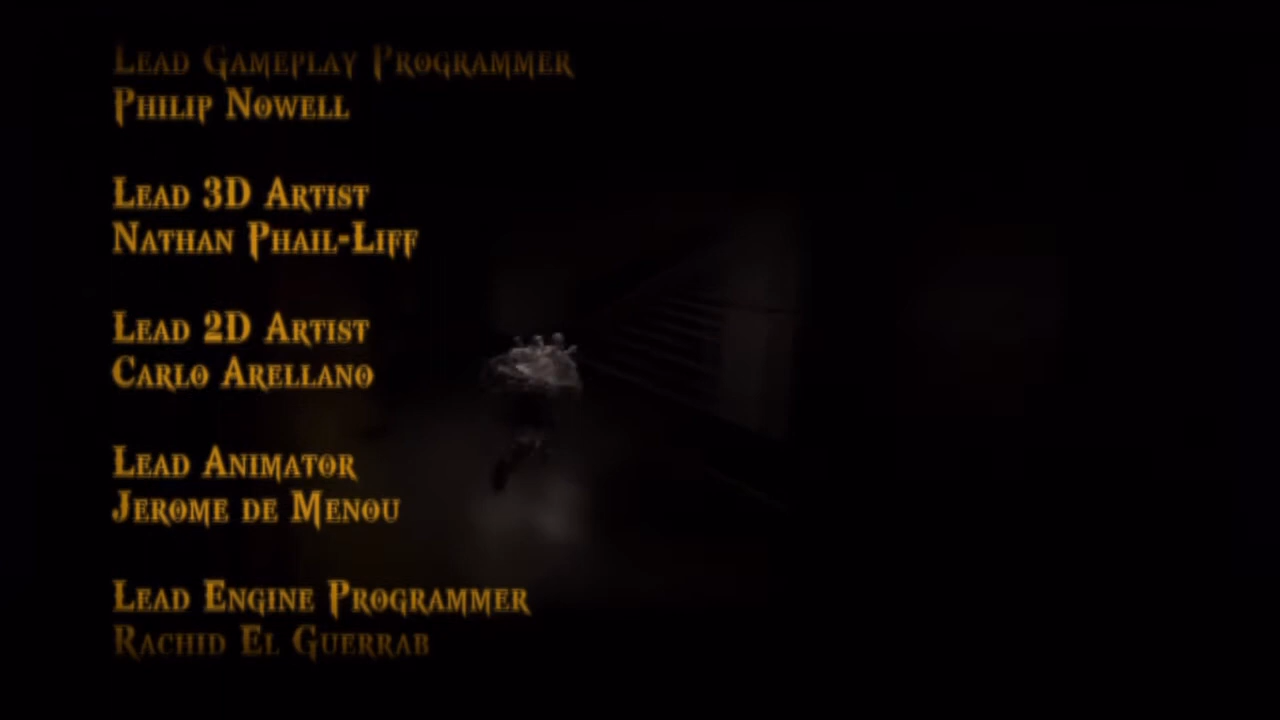 Lead Gameplay Programmer
Philip Nowell
Lead 3D Artist
Nathan Phail-Liff
Lead 2D Artist
Carlo Arellano
Lead Animator
Jerome de Menou
Lead Engine Programmer
Rachid El Guerrab